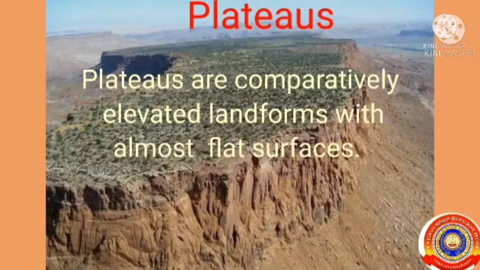 Plateaus
Plateaus are comparatively
elevated landforms with
almost flat surfaces.